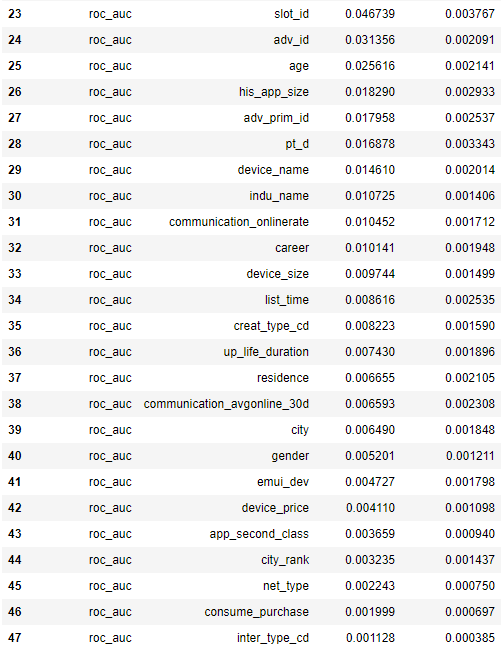 23 roc_auc slot_id 0.046739 0.003767
24 roc_auc adv_id 0.031356 0.002091
25 roc_auc age 0.025616 0.002141
26 roc_auc his_app_size 0.018290 0.002933
27 roc_auc adv_prim_id 0.017958 0.002537
28 roc_auc pt_d 0.016878 0.003343
29 roc_auc device_name 0.014610 0.002014
30 roc_auc indu_name 0.010725 0.001406
31 roc_auc communication_onlinerate 0.010452 0.001712
32 roc_auc career 0.010141 0.001948
33 roc_auc device_size 0.009744 0.001499
34 roc_auc list_time 0.008616 0.002535
35 roc_auc creat_type_cd 0.008223 0.001590
36 roc_auc up_life_duration 0.007430 0.001896
37 roc_auc residence 0.006655 0.002105
38 roc_auc communication_avgonline_30d 0.006593 0.002308
39 roc_auc city 0.006490 0.001848
40 roc_auc gender 0.005201 0.001211
41 roc_auc emui_dev 0.004727 0.001798
42 roc_auc device_price 0.004110 0.001098
43 roc_auc app_second_class 0.003659 0.000940
44 roc_auc city_rank 0.003235 0.001437
45 roc_auc net_type 0.002243 0.000750
46 roc_auc consume_purchase 0.001999 0.000697
47 roc_auc inter_type_cd 0.001128 0.000385